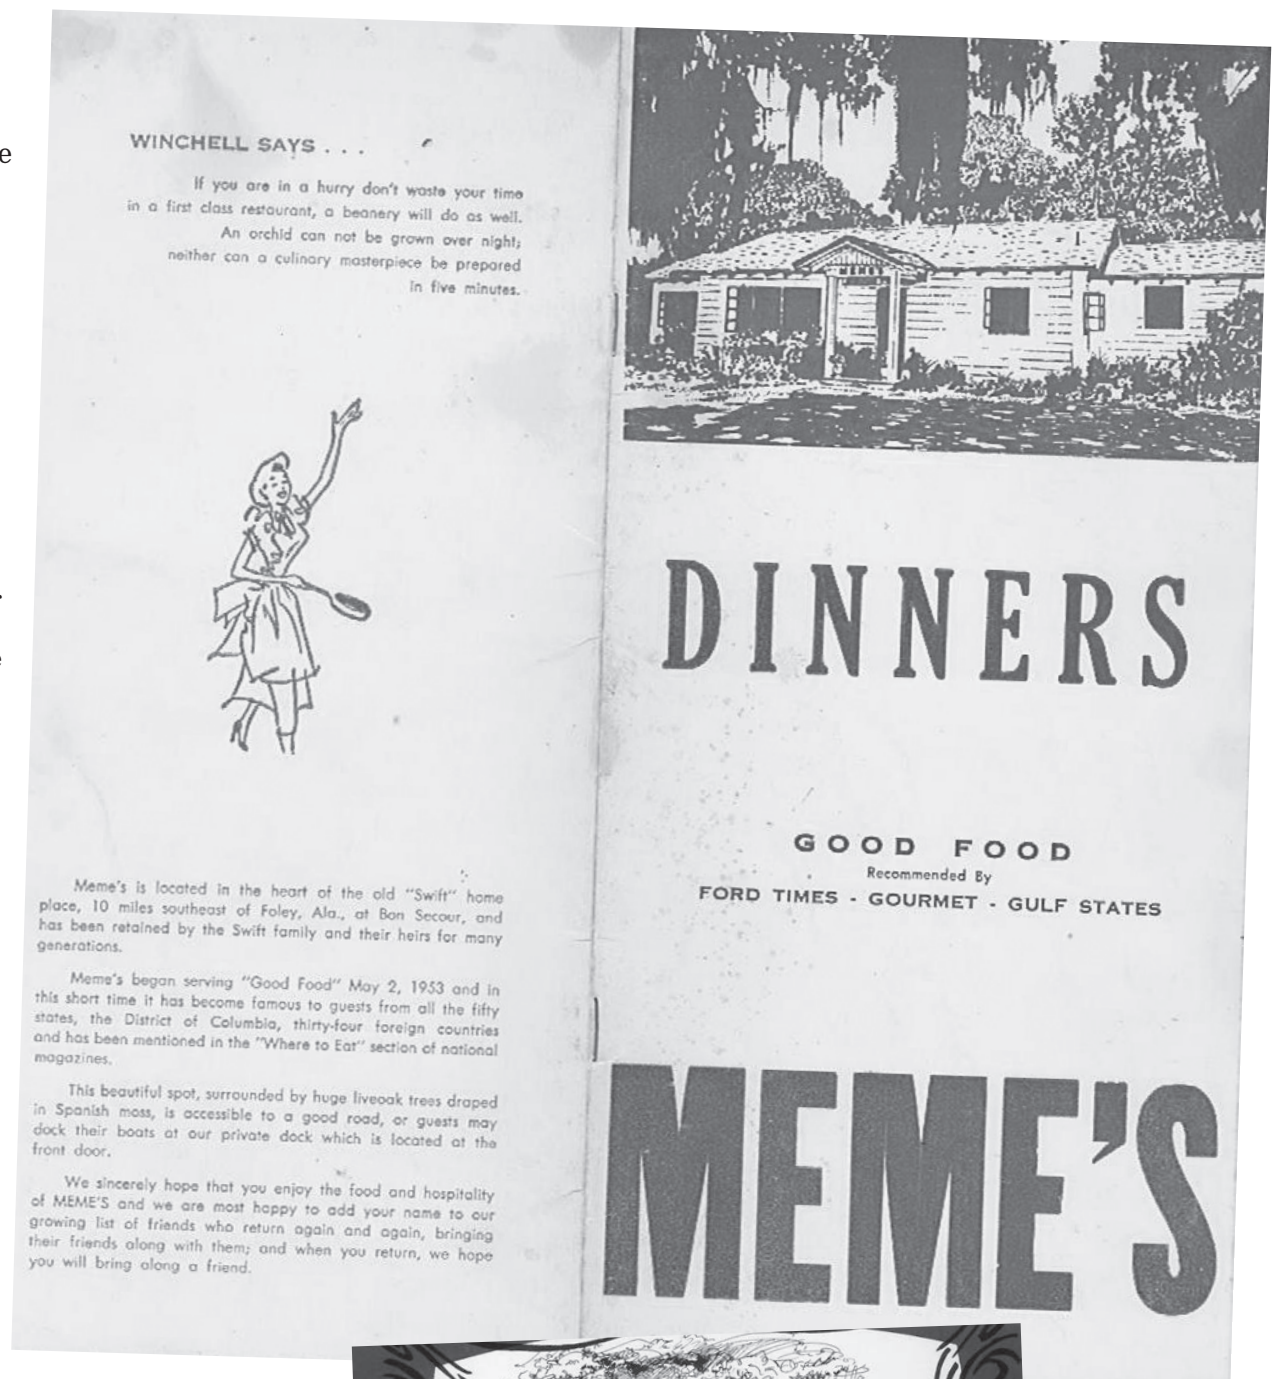 WINCHELL SAYS . . .
If you are in a hurry don't waste your time
in a first class restaurant, a beanery will do as well.
An orchid can not be grown over night;
neither can a culinary masterpiece be prepared
in five minutes.
Meme's is located in the heart of the old "Swift" home
place, 10 miles southeast of Foley, Ala., at Bon Secour, and
has been retained by the Swift family and their heirs for many
generations.
Meme's began serving "Good Food" May 2, 1953 and in
this short time it has become famous to guests from all the fifty
states, the District of Columbia, thirty-four foreign countries
and has been mentioned in the "Where to Eat" section of national
magazines.
This beautiful spot, surrounded by huge liveoak trees draped
in Spanish moss, is accessible to a good road, or guests may
dock their boats at our private dock which is located at the
front door.
We sincerely hope that you enjoy the food and hospitality
of MEME'S and we are most happy to add your name to our
growing list of friends who return again and again, bringing
their friends along with them; and when you return, we hope
you will bring along a friend.
MEMES
DINNERS
GOOD FOOD
Recommended By
FORD TIMES - GOURMET - GULF STATES
MEME'S